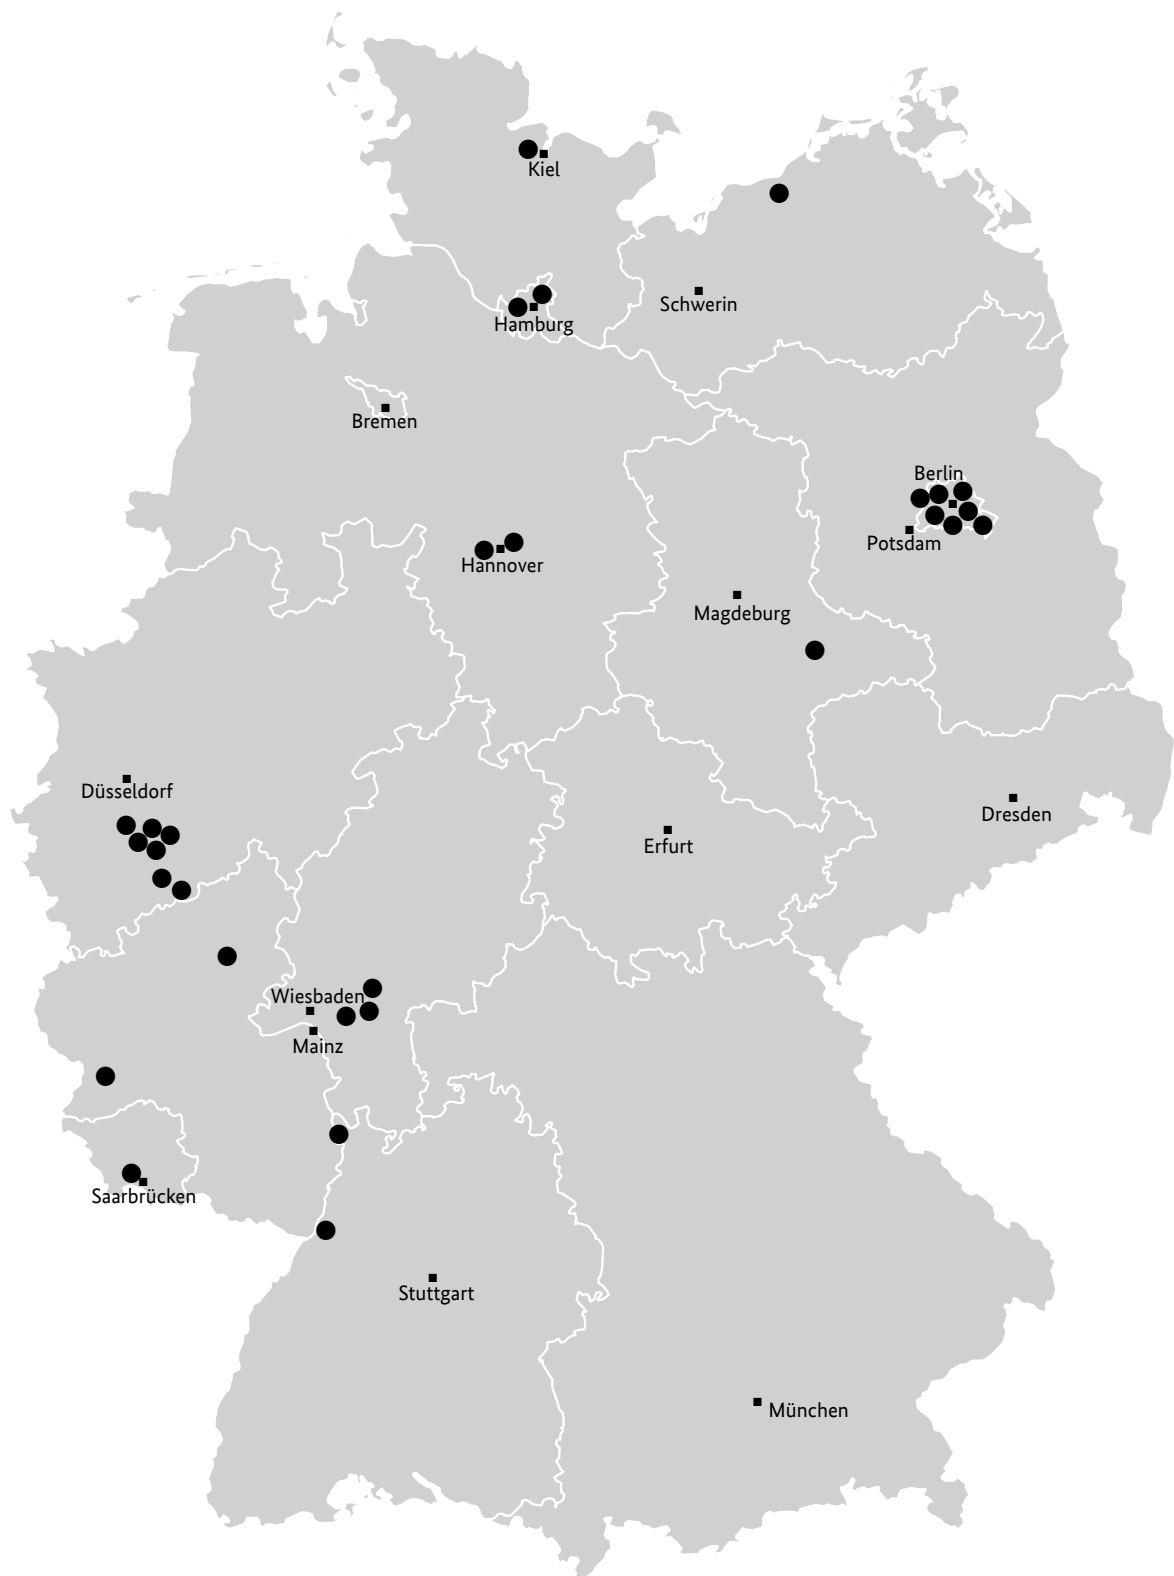 Kiel
Schwerin
Hamburg
Bremen
Berlin
Potsdam
Hannover
Magdeburg
Düsseldorf
Dresden
Erfurt
Wiesbaden
Mainz
Saarbrücken
Stuttgart
München